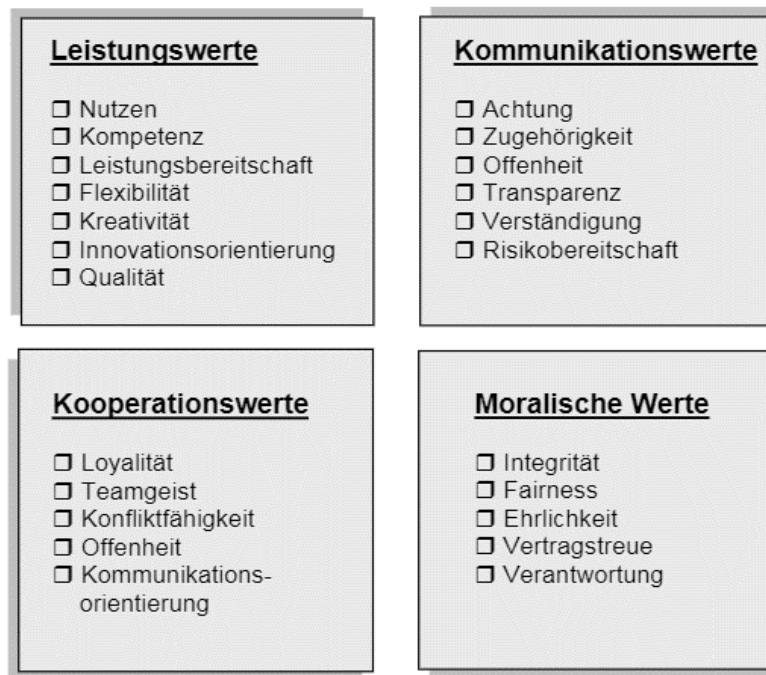 Leistungswerte
❐ Nutzen
❐ Kompetenz
❐ Leistungsbereitschaft
❐ Flexibilität
❐ Kreativität
❐ Innovationsorientierung
❐ Qualität
Kommunikationswerte
❐ Achtung
❐ Zugehörigkeit
❐ Offenheit
❐ Transparenz
❐ Verständigung
❐ Risikobereitschaft
Kooperationswerte
❐ Loyalität
❐ Teamgeist
❐ Konfliktfähigkeit
❐ Offenheit
❐ Kommunikations-
orientierung
Moralische Werte
❐ Integrität
❐ Fairness
❐ Ehrlichkeit
❐ Vertragstreue
❐ Verantwortung